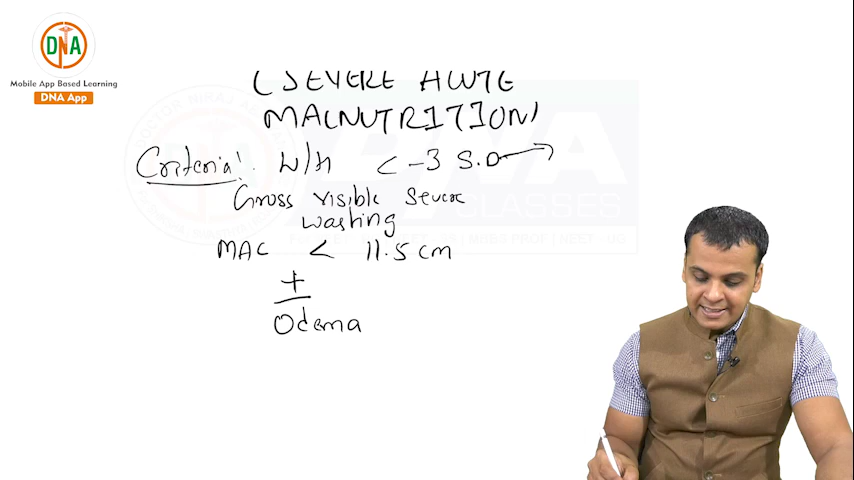 DNA
Mobile App Based Learning
DNA App
(SEVERE ACUTE
MALNUTRITION)
Criteria: W/H < -3 S.D →
Gross visible severe
washing
MAC < 11.5 cm
+
Odema